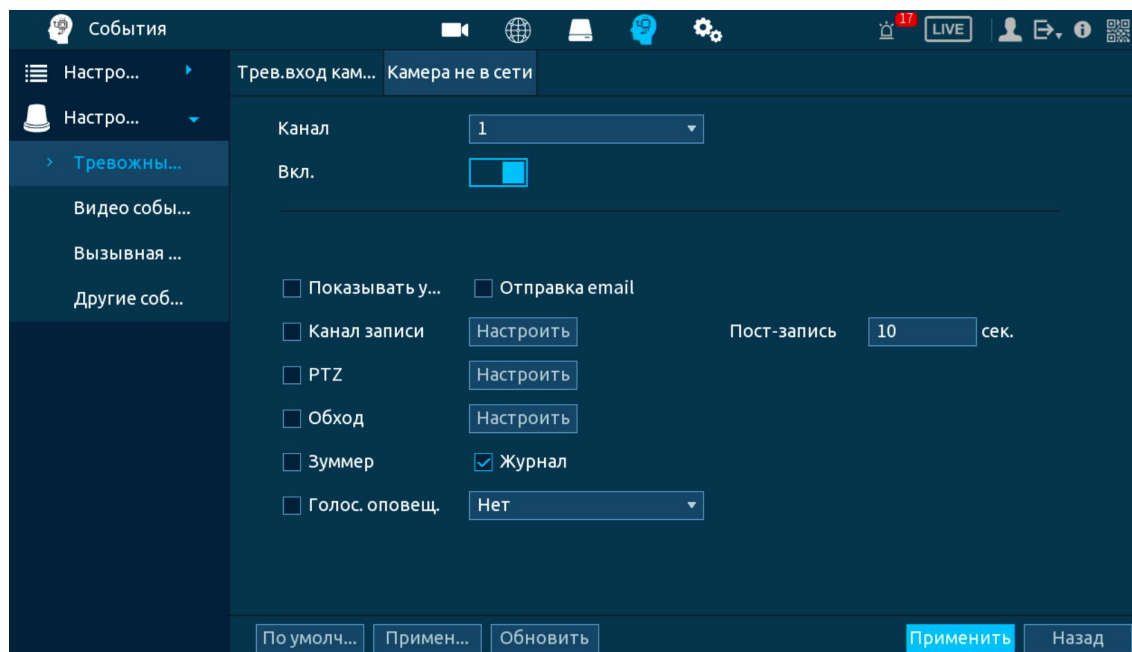 События 17 LIVE
Настро...
Настро...
Тревожны...
Видео собы...
Вызывная ...
Другие соб...
Трев.вход кам... Камера не в сети
Канал 1
Вкл.
Показывать у... Отправка email
Канал записи Настроить Пост-запись 10 сек.
PTZ Настроить
Обход Настроить
Зуммер Журнал
Голос. оповещ. Нет
По умолч... Примен... Обновить Применить Назад